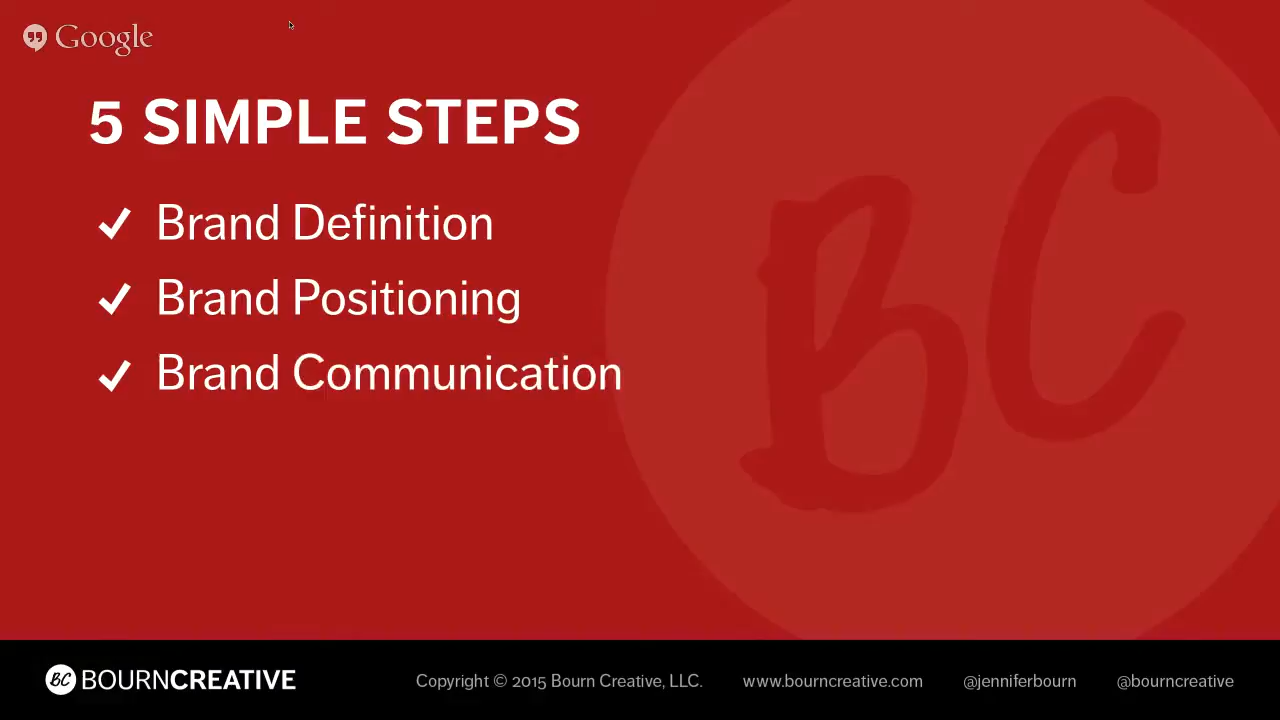 Google
5 SIMPLE STEPS
✓ Brand Definition
✓ Brand Positioning
✓ Brand Communication
BC
BC BOURNCREATIVE
Copyright © 2015 Bourn Creative, LLC.
www.bourncreative.com
@jenniferbourn
@bourncreative